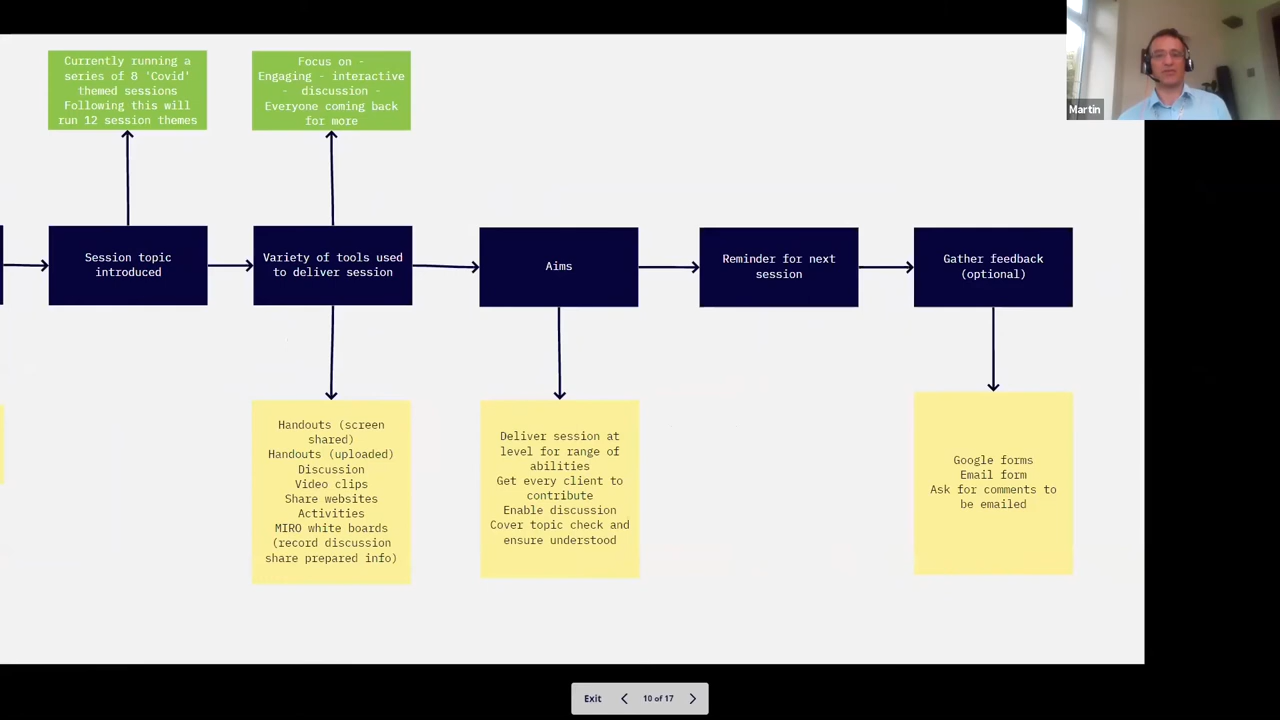 Currently running a
series of 8 'Covid'
themed sessions
Following this will
run 12 session themes
Focus on -
Engaging - interactive
- discussion -
Everyone coming back
for more
Martin
Session topic
introduced
Variety of tools used
to deliver session
Aims
Reminder for next
session
Gather feedback
(optional)
Handouts (screen
shared)
Handouts (uploaded)
Discussion
Video clips
Share websites
Activities
MIRO white boards
(record discussion
share prepared info)
Deliver session at
level for range of
abilities
Get every client to
contribute
Enable discussion
Cover topic check and
ensure understood
Google forms
Email form
Ask for comments to
be emailed
Exit
10 of 17